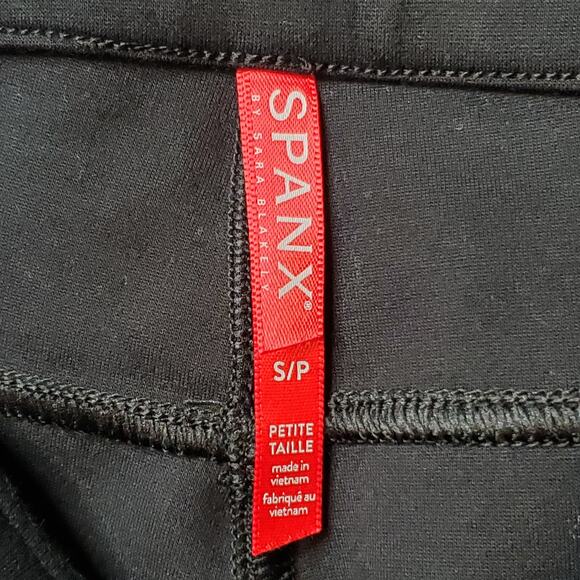 SPANX®
BY SARA BLAKELY
S/P
PETITE
TAILLE
made in
vietnam
fabriqué au
vietnam